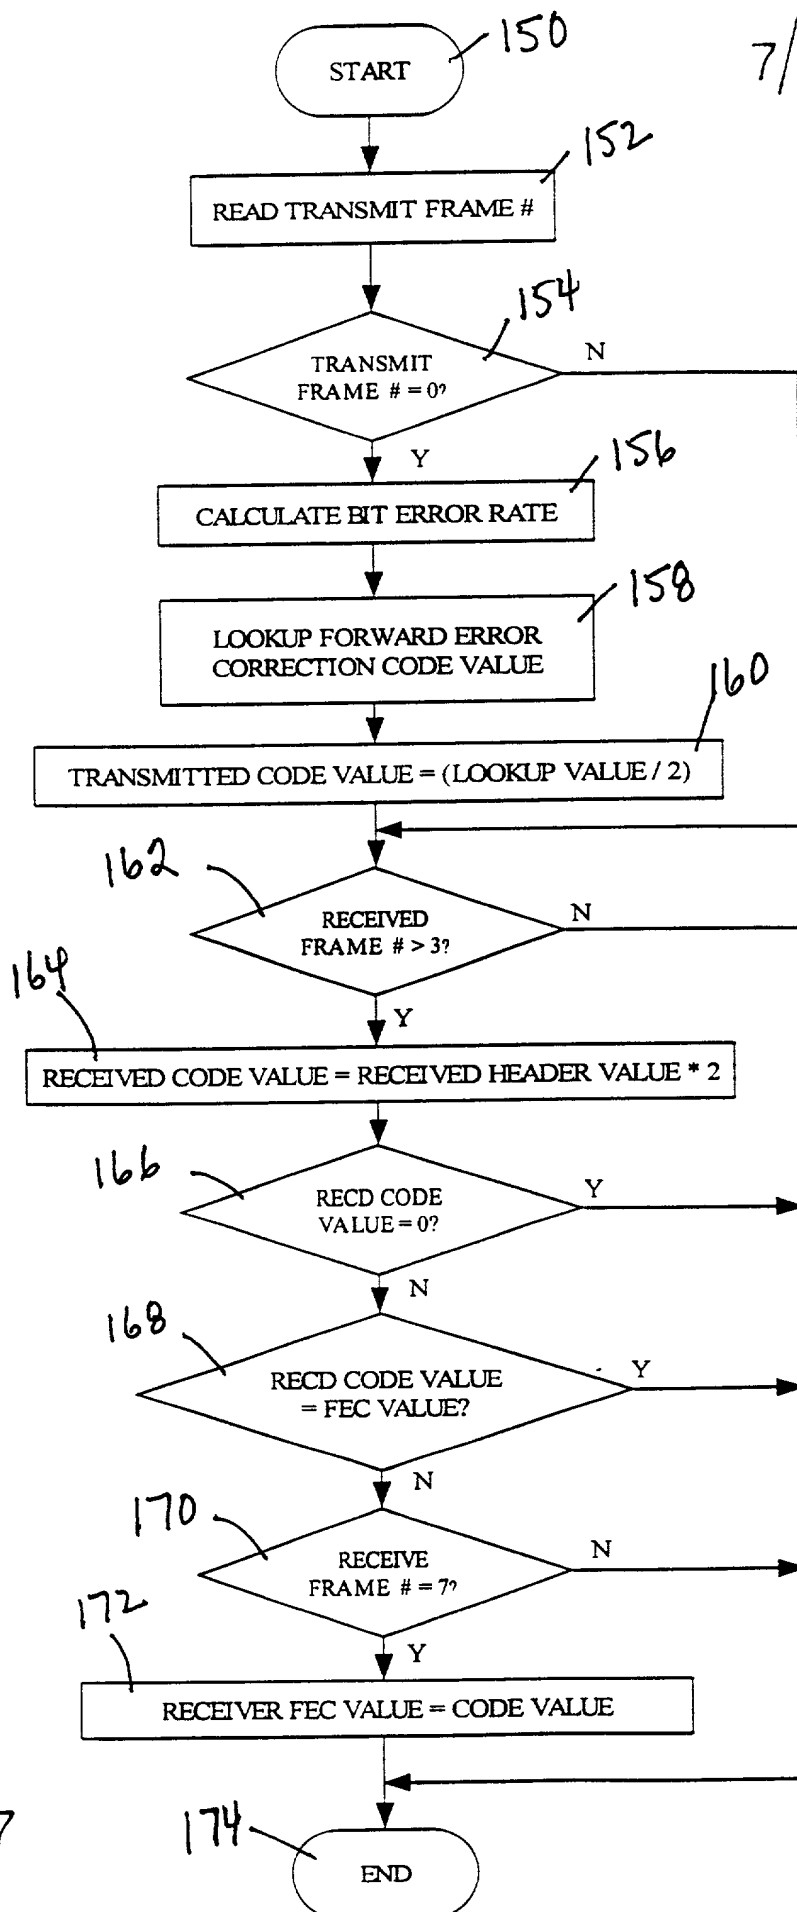 150
START
7/
152
READ TRANSMIT FRAME #
154
TRANSMIT
FRAME # = 0?
N
Y
156
CALCULATE BIT ERROR RATE
158
LOOKUP FORWARD ERROR
CORRECTION CODE VALUE
160
TRANSMITTED CODE VALUE = (LOOKUP VALUE / 2)
162
RECEIVED
FRAME # > 3?
N
164
Y
RECEIVED CODE VALUE = RECEIVED HEADER VALUE * 2
166
RECD CODE
VALUE = 0?
Y
N
168
RECD CODE VALUE
= FEC VALUE?
Y
N
170
RECEIVE
FRAME # = 7?
N
172
Y
RECEIVER FEC VALUE = CODE VALUE
7
174
END